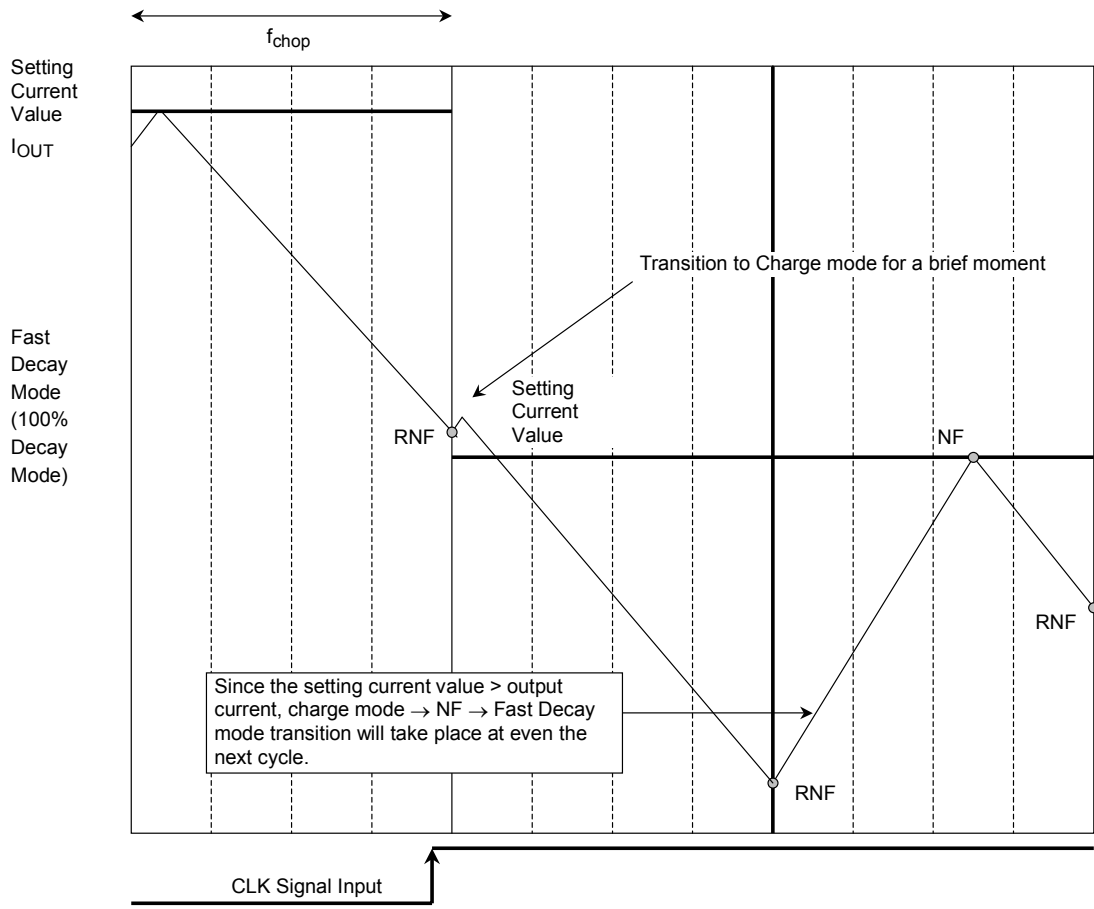 fchop
Setting
Current
Value
IOUT
Transition to Charge mode for a brief moment
Fast
Decay
Mode
(100%
Decay
Mode)
Setting
Current
Value
RNF
NF
RNF
Since the setting current value > output
current, charge mode → NF → Fast Decay
mode transition will take place at even the
next cycle.
RNF
CLK Signal Input